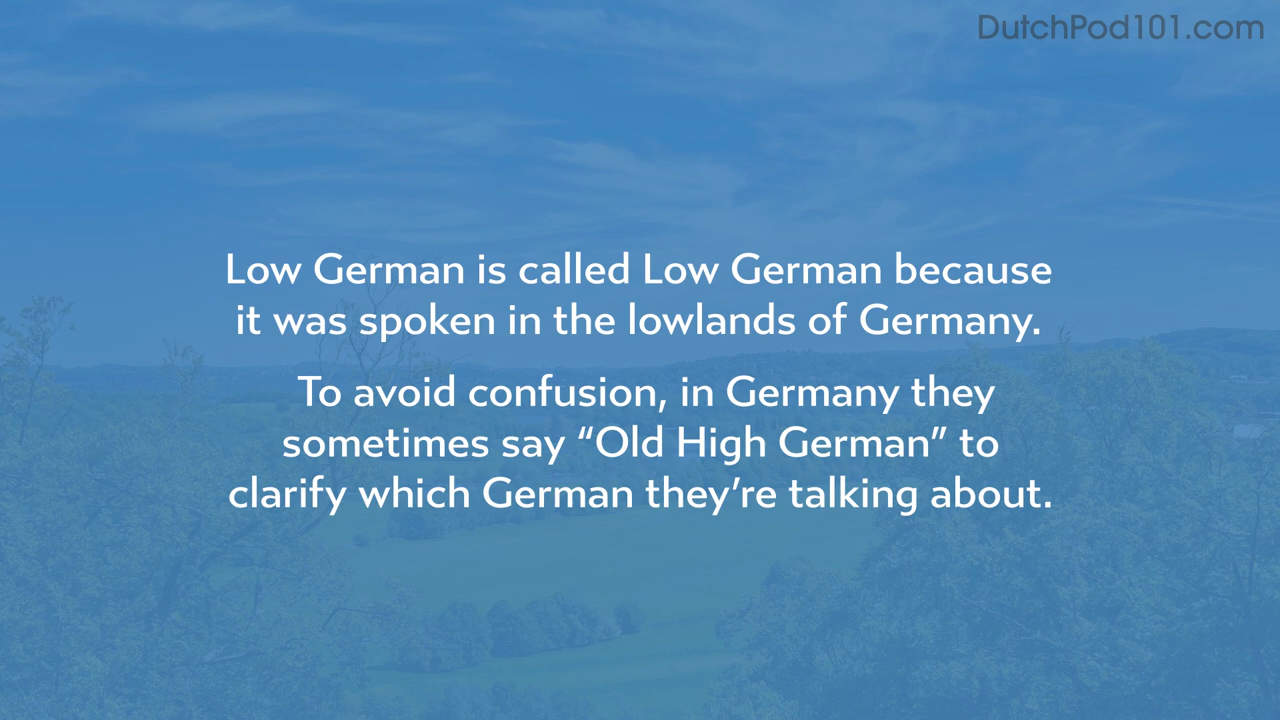 DutchPod101.com
Low German is called Low German because
it was spoken in the lowlands of Germany.
To avoid confusion, in Germany they
sometimes say “Old High German” to
clarify which German they’re talking about.